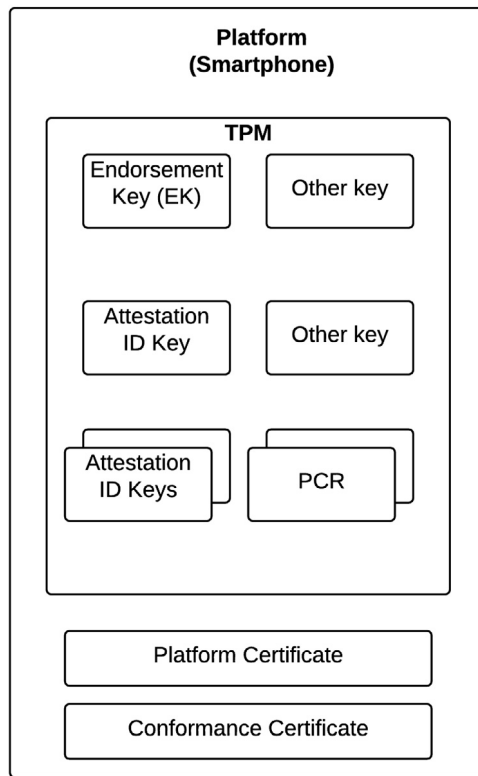 Platform
(Smartphone)
TPM
Endorsement
Key (EK)
Other key
Attestation
ID Key
Other key
Attestation
ID Keys
PCR
Platform Certificate
Conformance Certificate